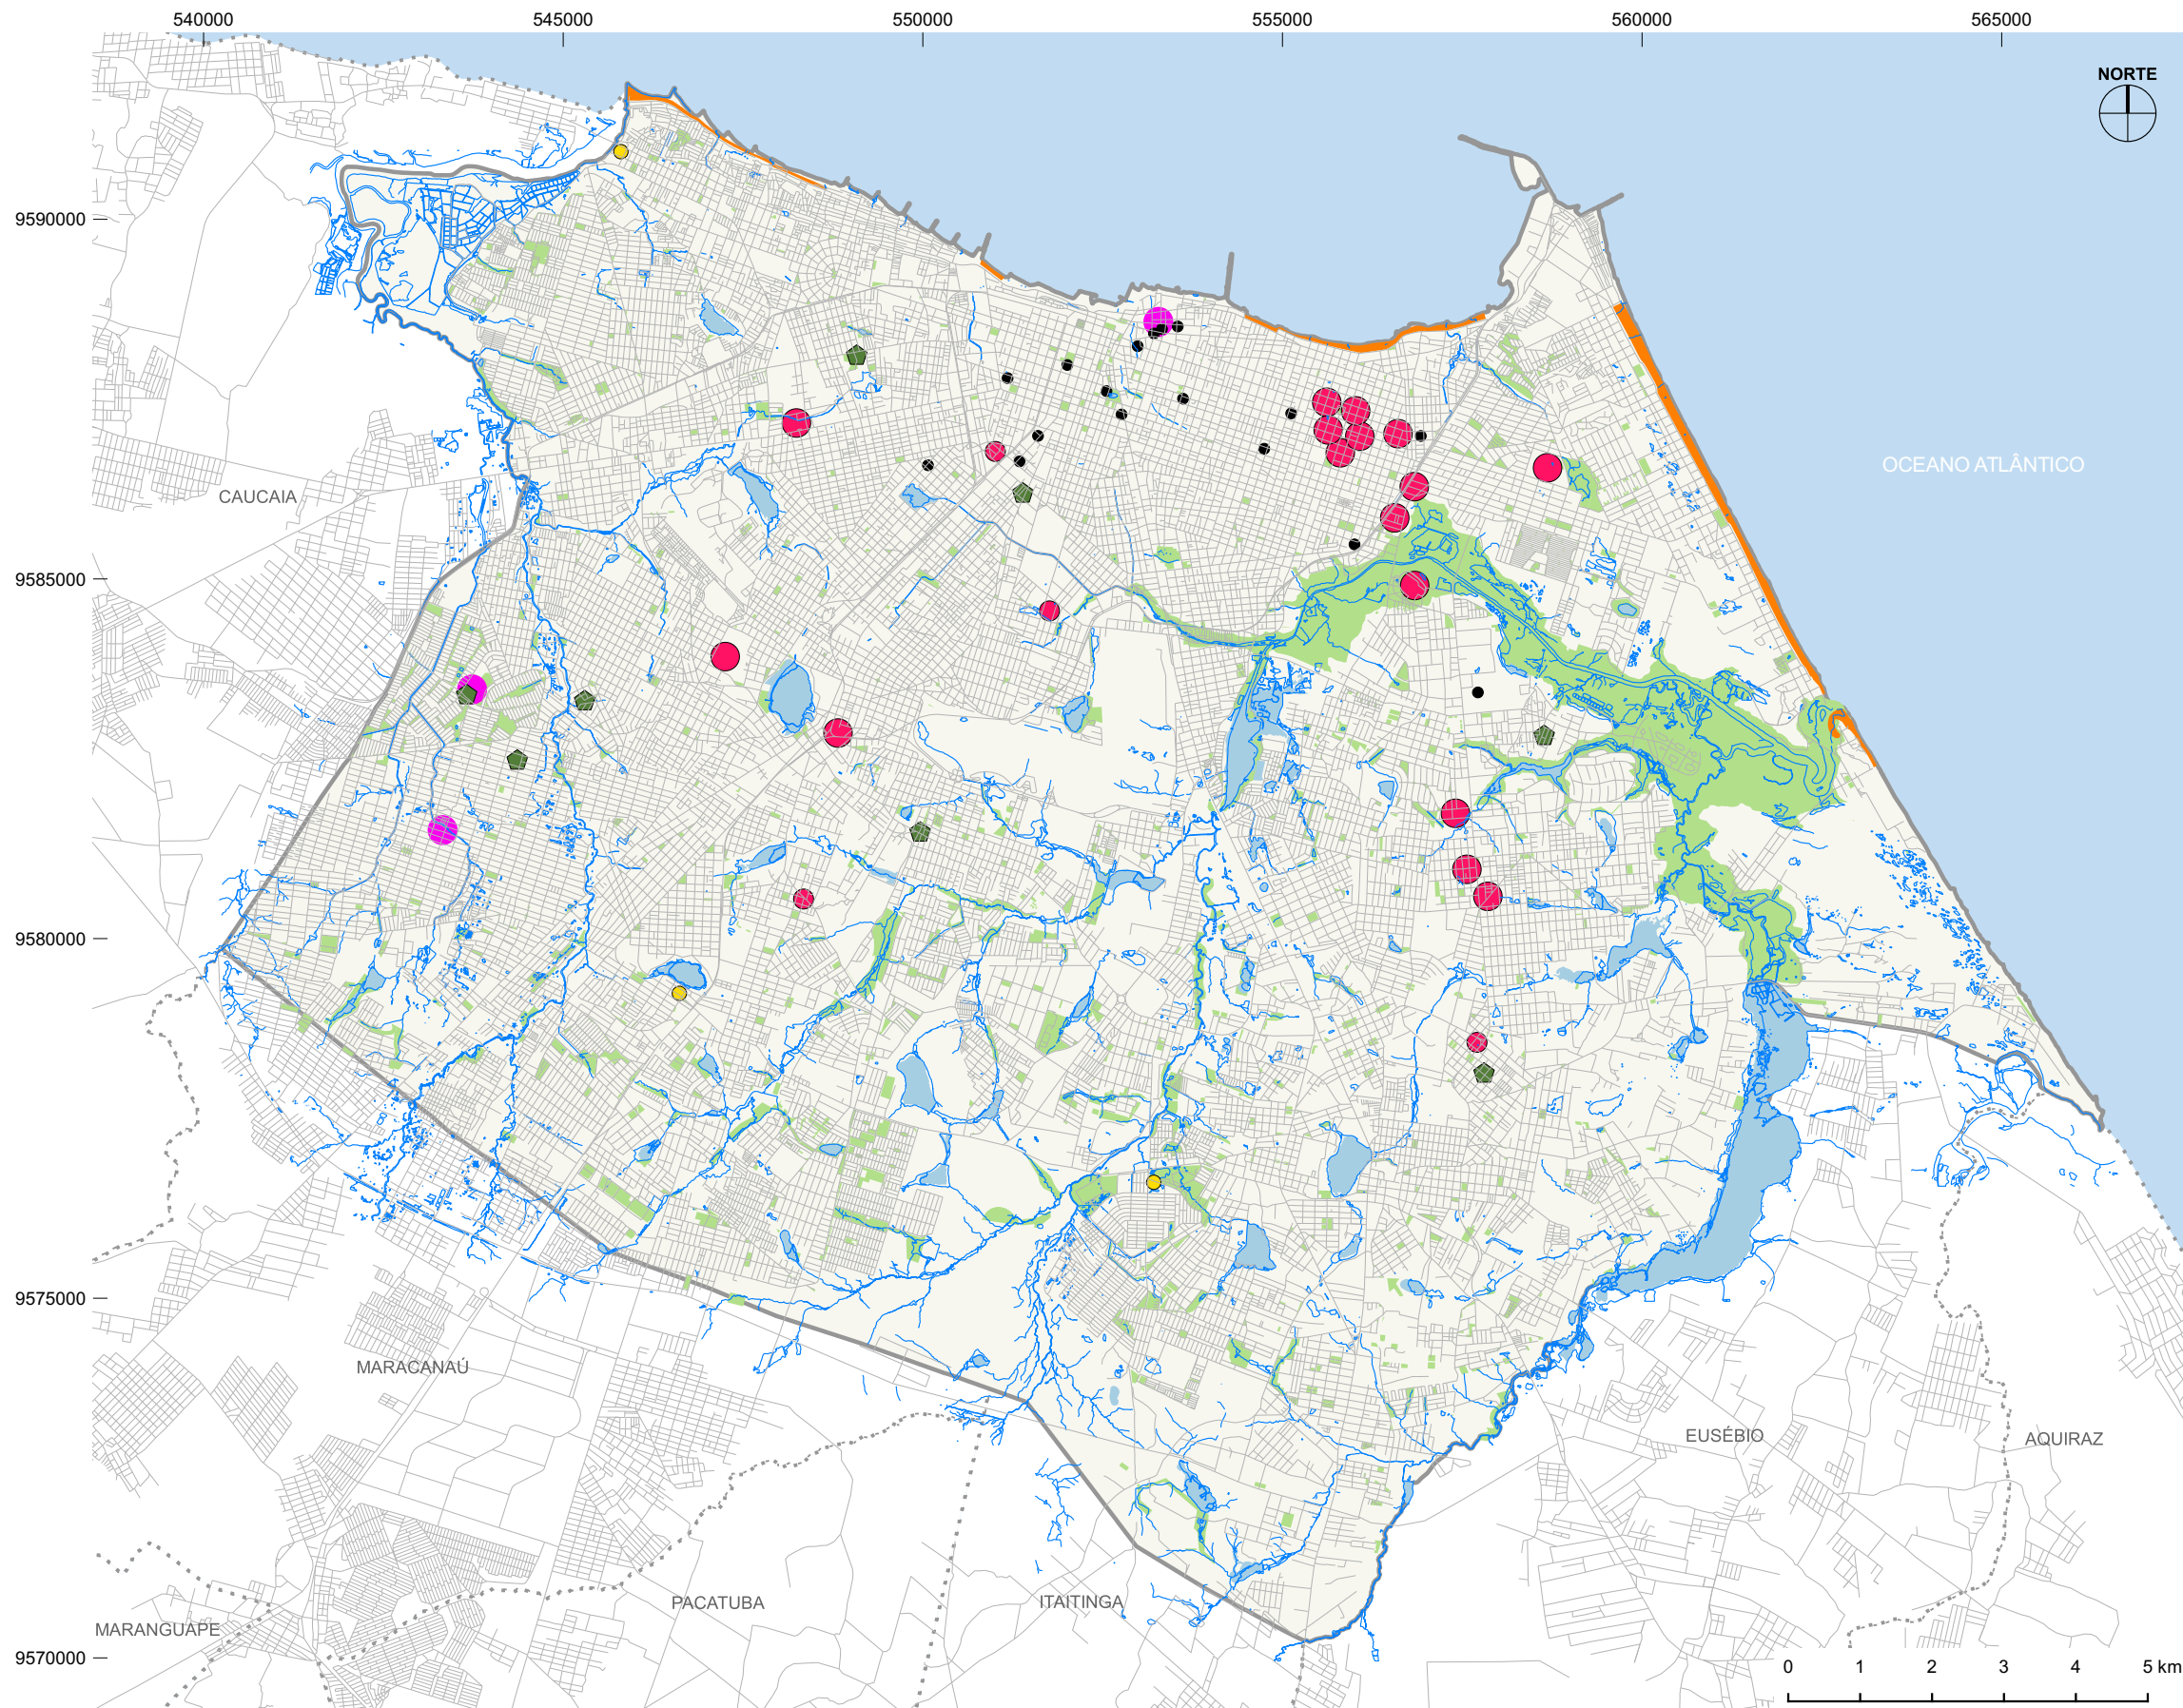 540000 545000 550000 555000 560000 565000
NORTE
9590000
OCEANO ATLÂNTICO
CAUCAIA
9585000
9580000
9575000
MARACANAÚ
EUSÉBIO
AQUIRAZ
PACATUBA
ITAITINGA
MARANGUAPE
9570000
0 1 2 3 4 5 km